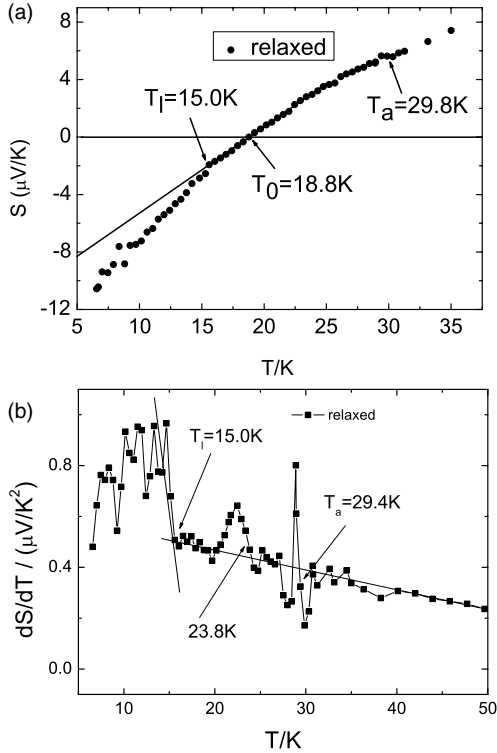 (a)
8
4
0
-4
-8
-12
S (μV/K)
relaxed
T_l=15.0K
T_a=29.8K
T_0=18.8K
5 10 15 20 25 30 35
T/K
(b)
0.8
0.4
0.0
dS/dT / (μV/K²)
relaxed
T_l=15.0K
T_a=29.4K
23.8K
10 20 30 40 50
T/K